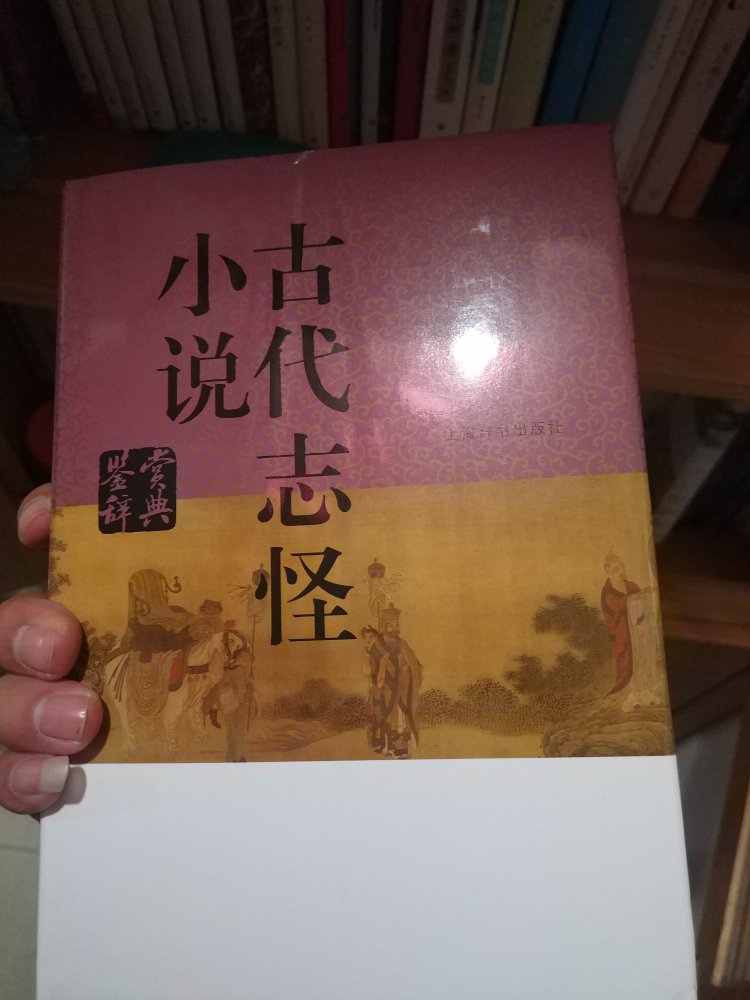 古代志怪
小说
鉴赏
辞典
上海辞书出版社